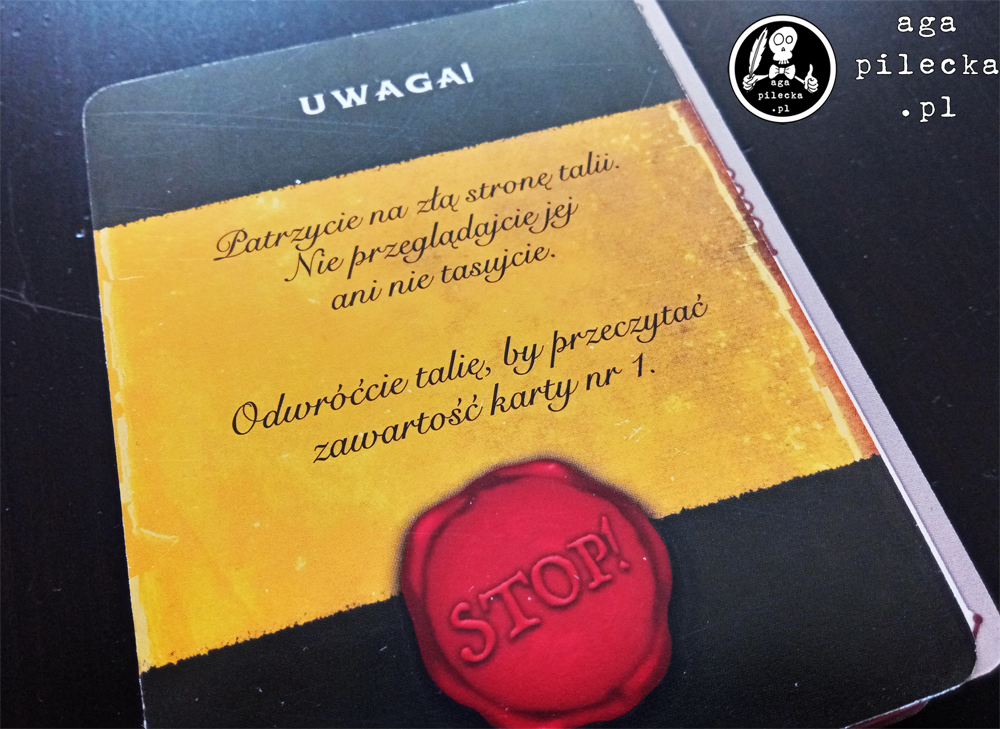 UWAGA!
Patrzycie na złą stronę talii.
Nie przeglądajcie jej
ani nie tasujcie.
Odwróćcie talię, by przeczytać
zawartość karty nr 1.
STOP!
aga
pilecka
.pl
aga
pilecka
.pl